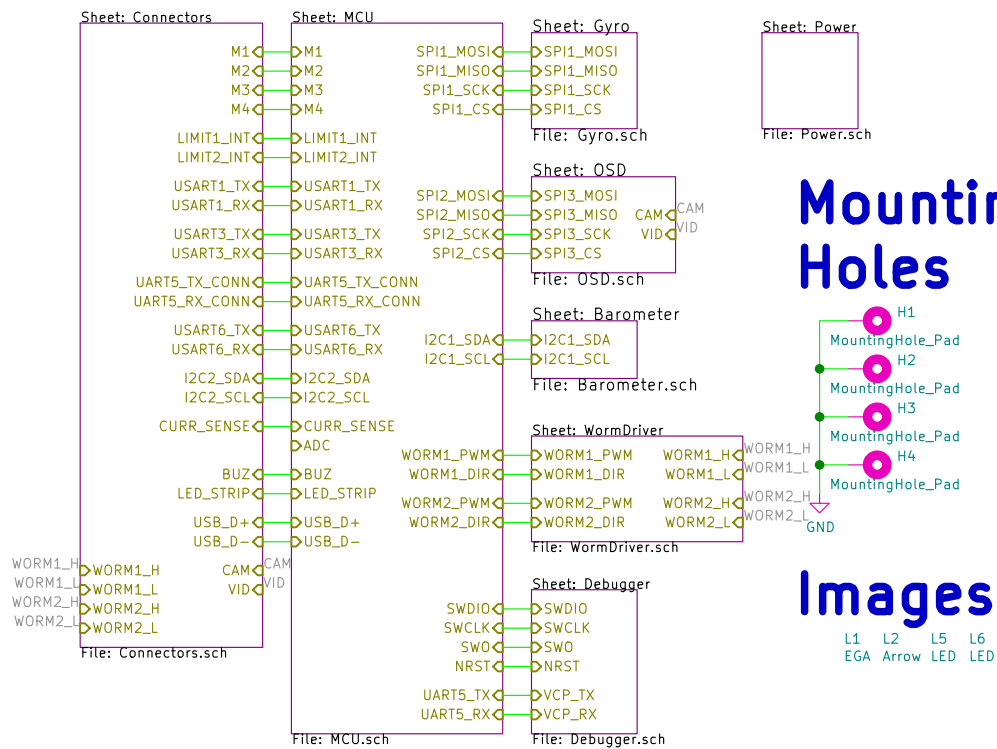 Sheet: Connectors
M1
M2
M3
M4
LIMIT1_INT
LIMIT2_INT
USART1_TX
USART1_RX
USART3_TX
USART3_RX
UART5_TX_CONN
UART5_RX_CONN
USART6_TX
USART6_RX
I2C2_SDA
I2C2_SCL
CURR_SENSE
BUZ
LED_STRIP
USB_D+
USB_D-
CAM CAM
VID VID
WORM1_H WORM1_H
WORM1_L WORM1_L
WORM2_H WORM2_H
WORM2_L WORM2_L
File: Connectors.sch
Sheet: MCU
M1
M2
M3
M4
LIMIT1_INT
LIMIT2_INT
USART1_TX
USART1_RX
USART3_TX
USART3_RX
UART5_TX_CONN
UART5_RX_CONN
USART6_TX
USART6_RX
I2C2_SDA
I2C2_SCL
CURR_SENSE
ADC
BUZ
LED_STRIP
USB_D+
USB_D-
SPI1_MOSI
SPI1_MISO
SPI1_SCK
SPI1_CS
SPI2_MOSI
SPI2_MISO
SPI2_SCK
SPI2_CS
I2C1_SDA
I2C1_SCL
WORM1_PWM
WORM1_DIR
WORM2_PWM
WORM2_DIR
SWDIO
SWCLK
SWO
NRST
UART5_TX
UART5_RX
File: MCU.sch
Sheet: Gyro
SPI1_MOSI
SPI1_MISO
SPI1_SCK
SPI1_CS
File: Gyro.sch
Sheet: OSD
SPI3_MOSI
SPI3_MISO
SPI3_SCK
SPI3_CS
CAM CAM
VID VID
File: OSD.sch
Sheet: Barometer
I2C1_SDA
I2C1_SCL
File: Barometer.sch
Sheet: WormDriver
WORM1_PWM
WORM1_DIR
WORM2_PWM
WORM2_DIR
WORM1_H WORM1_H
WORM1_L WORM1_L
WORM2_H WORM2_H
WORM2_L WORM2_L
File: WormDriver.sch
Sheet: Debugger
SWDIO
SWCLK
SWO
NRST
VCP_TX
VCP_RX
File: Debugger.sch
Sheet: Power
File: Power.sch
Mountin
Holes
H1
MountingHole_Pad
H2
MountingHole_Pad
H3
MountingHole_Pad
H4
MountingHole_Pad
GND
Images
L1 L2 L5 L6
EGA Arrow LED LED